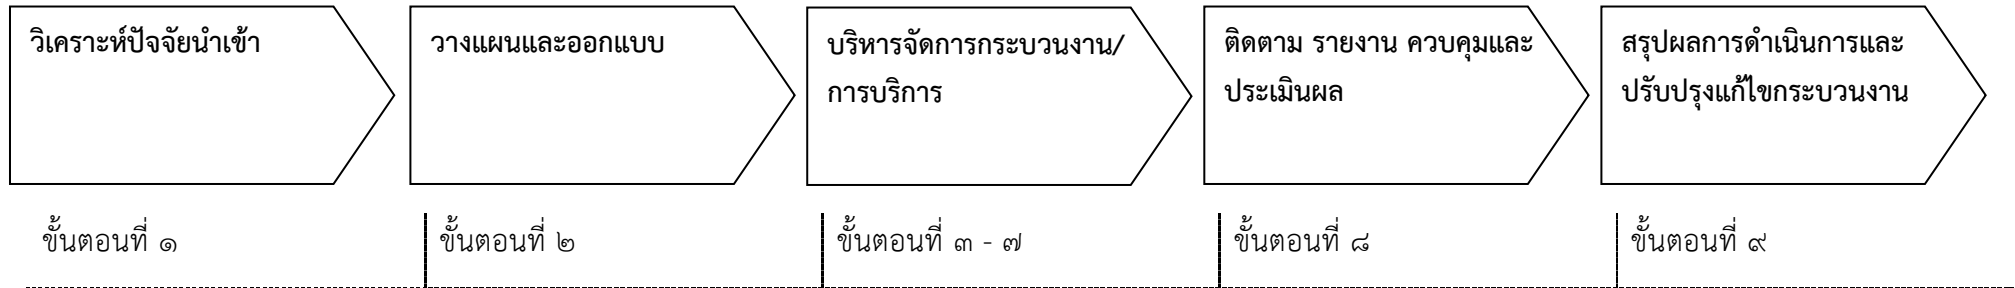 วิเคราะห์ปัจจัยนำเข้า
วางแผนและออกแบบ
บริหารจัดการกระบวนงาน/
การบริการ
ติดตาม รายงาน ควบคุมและ
ประเมินผล
สรุปผลการดำเนินการและ
ปรับปรุงแก้ไขกระบวนงาน
ขั้นตอนที่ ๑
ขั้นตอนที่ ๒
ขั้นตอนที่ ๓ - ๗
ขั้นตอนที่ ๘
ขั้นตอนที่ ๙